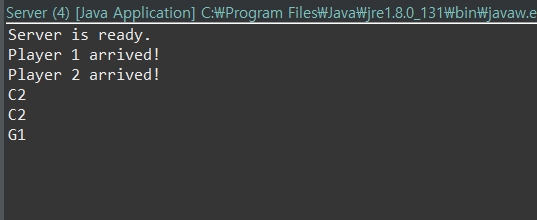 Server (4) [Java Application] C:₩Program Files₩Java₩jre1.8.0_131₩bin₩javaw.e
Server is ready.
Player 1 arrived!
Player 2 arrived!
C2
C2
G1